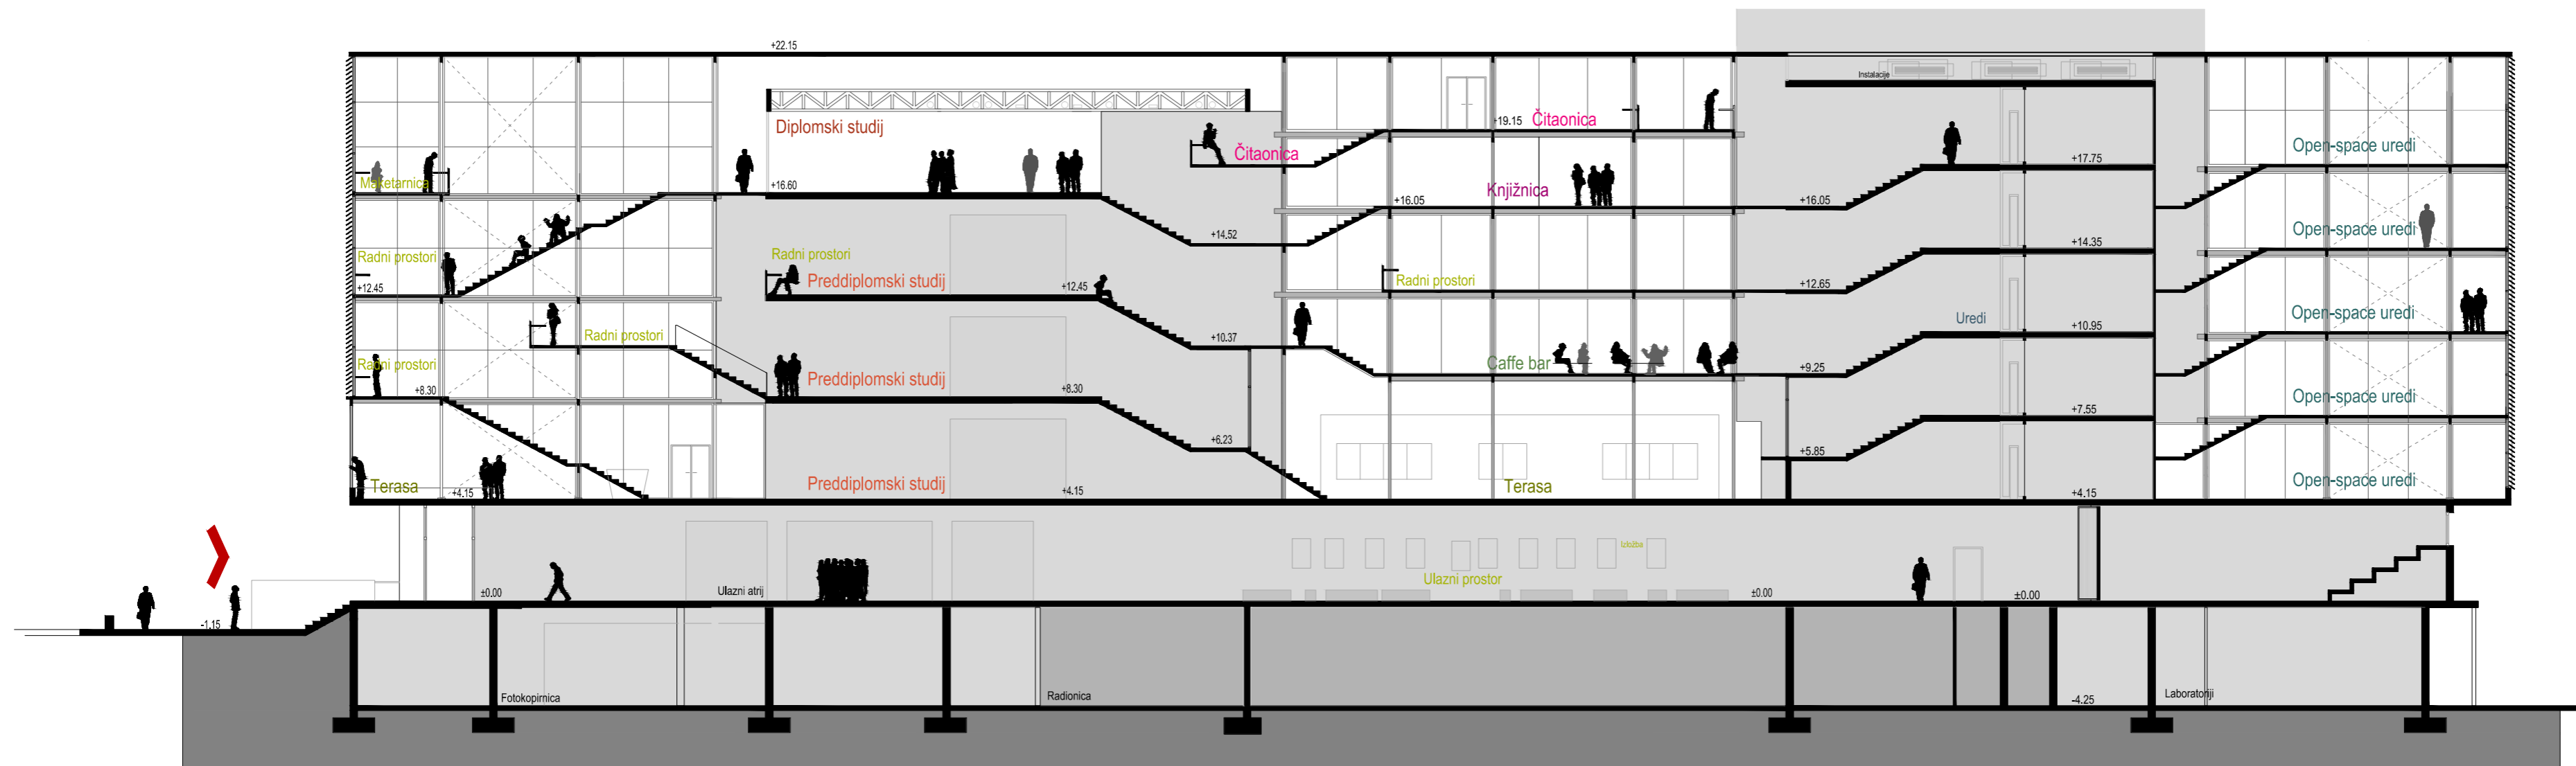 +22.15
Instalacije
+19.15
Čitaonica
Diplomski studij
Čitaonica
Open-space uredi
+17.75
Maketarnica
+16.60
Knjižnica
+16.05
+16.05
Open-space uredi
+14.52
+14.35
Radni prostori
Radni prostori
Preddiplomski studij
Radni prostori
+12.45
+12.45
+12.65
Open-space uredi
Uredi
+10.95
Radni prostori
+10.37
Radni prostori
Caffe bar
+9.25
Preddiplomski studij
+8.30
+8.30
Open-space uredi
+7.55
+6.23
+5.85
Preddiplomski studij
Terasa
+4.15
+4.15
Terasa
+4.15
Open-space uredi
Izložba
Ulazni prostor
±0.00
Ulazni atrij
±0.00
±0.00
-1.15
Fotokopirnica
Radionica
-4.25
Laboratoriji